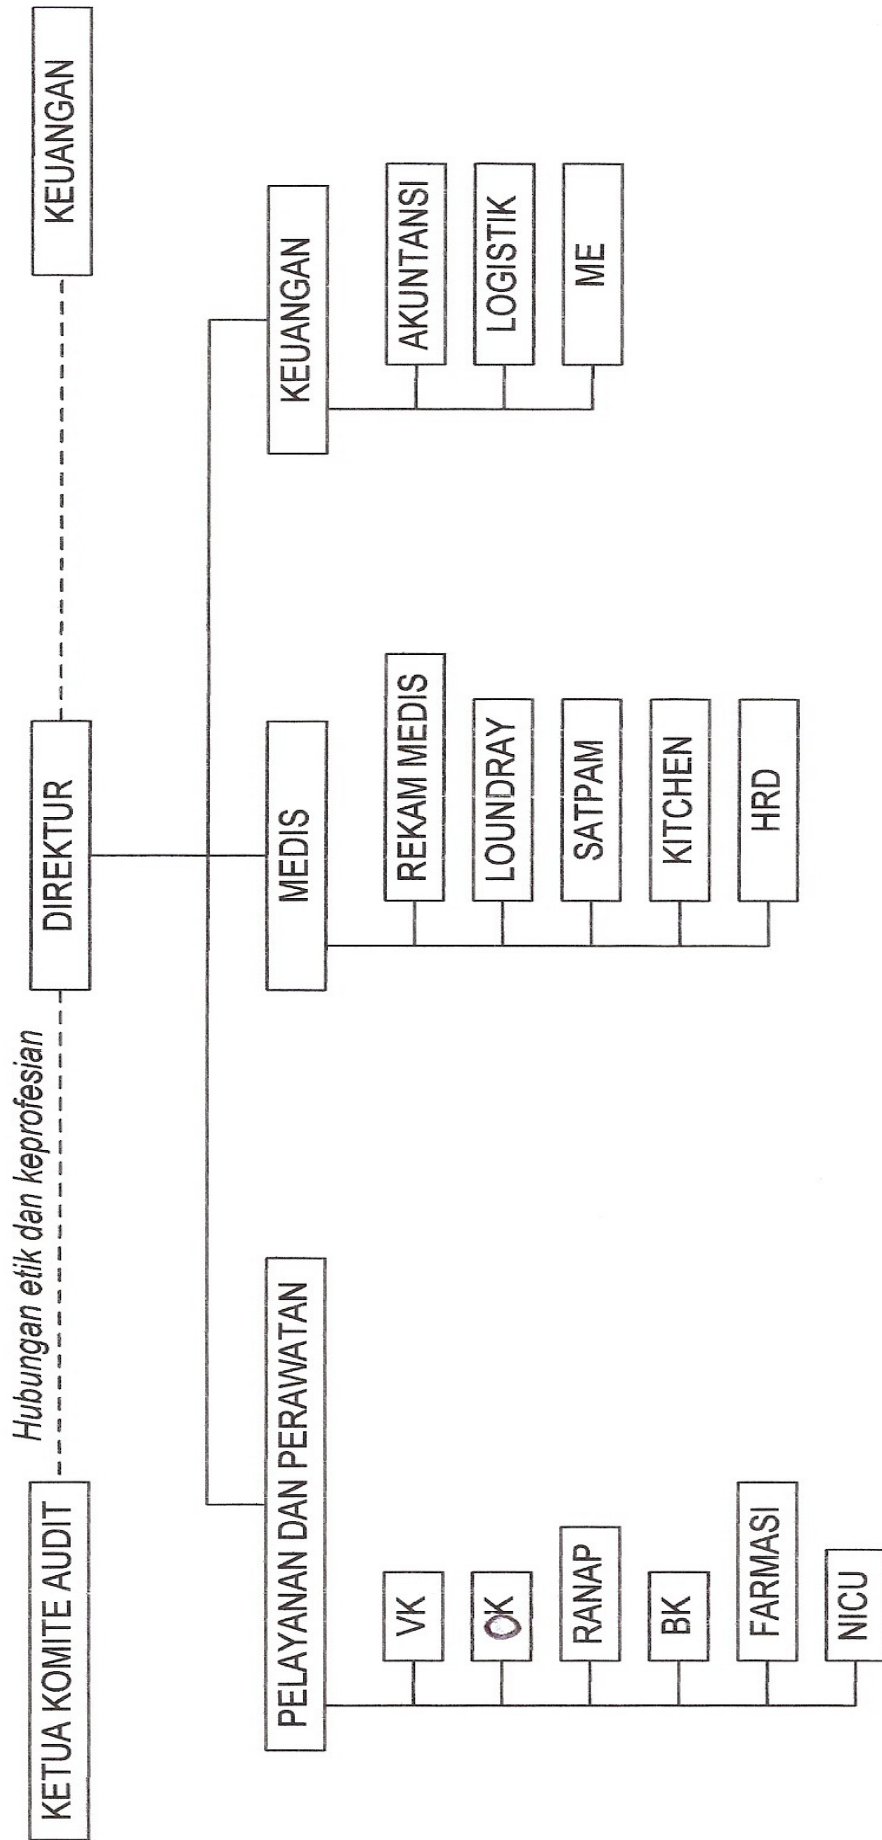 KETUA KOMITE AUDIT
Hubungan etik dan keprofesian
DIREKTUR
KEUANGAN
PELAYANAN DAN PERAWATAN
VK
OK
RANAP
BK
FARMASI
NICU
MEDIS
REKAM MEDIS
LOUNDRAY
SATPAM
KITCHEN
HRD
KEUANGAN
AKUNTANSI
LOGISTIK
ME